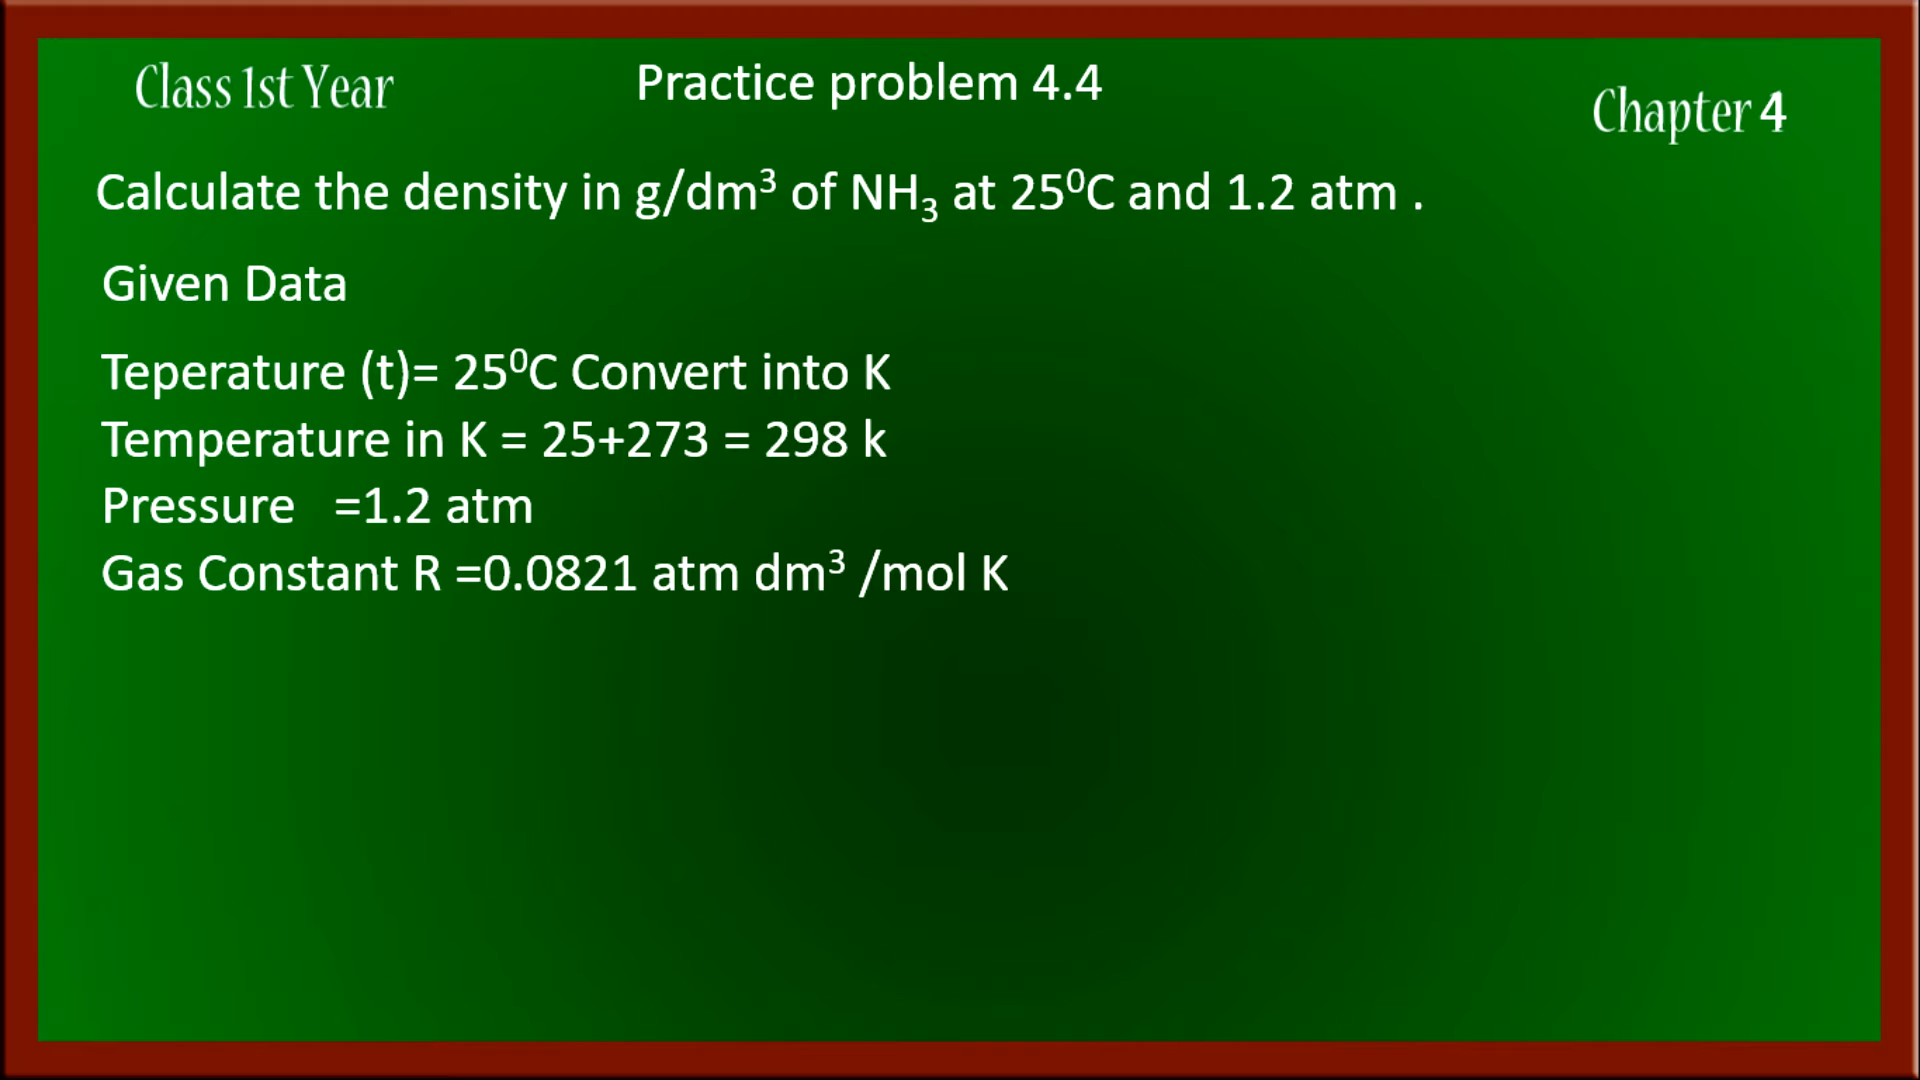 Class 1st Year
Practice problem 4.4
Chapter 4
Calculate the density in g/dm³ of NH₃ at 25⁰C and 1.2 atm .
Given Data
Teperature (t)= 25⁰C Convert into K
Temperature in K = 25+273 = 298 k
Pressure =1.2 atm
Gas Constant R =0.0821 atm dm³ /mol K